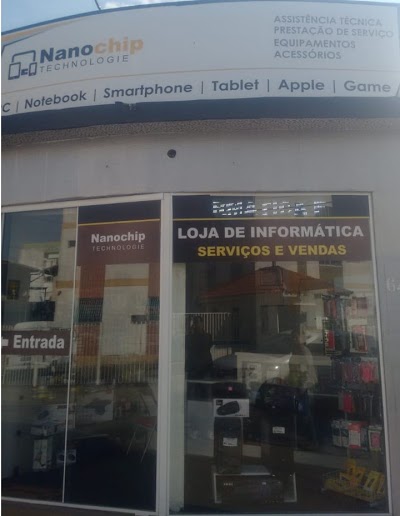 Nanochip
TECHNOLOGIE
ASSISTÊNCIA TÉCNICA
PRESTAÇÃO DE SERVIÇO
EQUIPAMENTOS
ACESSÓRIOS
C | Notebook | Smartphone | Tablet | Apple | Game
Nanochip
TECHNOLOGIE
Entrada
LOJA DE INFORMÁTICA
SERVIÇOS E VENDAS